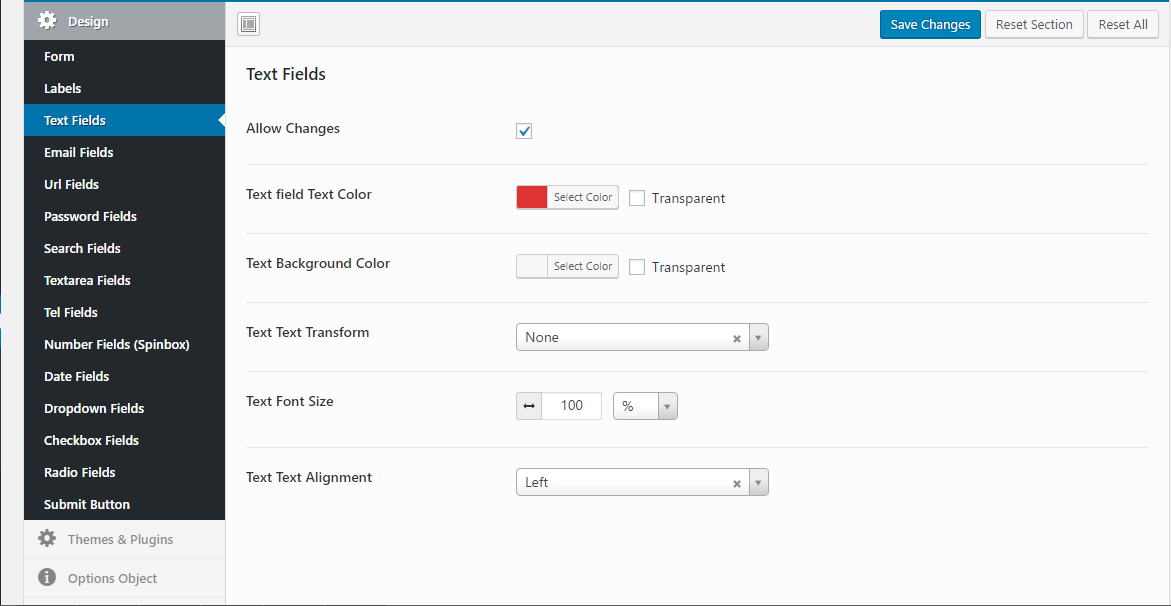 Design
Form
Labels
Text Fields
Email Fields
Url Fields
Password Fields
Search Fields
Textarea Fields
Tel Fields
Number Fields (Spinbox)
Date Fields
Dropdown Fields
Checkbox Fields
Radio Fields
Submit Button
Themes & Plugins
Options Object
Save Changes Reset Section Reset All
Text Fields
Allow Changes
Text field Text Color Select Color Transparent
Text Background Color Select Color Transparent
Text Text Transform None
Text Font Size 100 %
Text Text Alignment Left